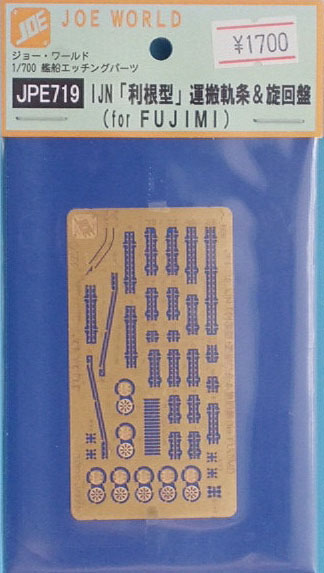 JOE
JOE WORLD
ジョー・ワールド
1/700 艦船エッチングパーツ
¥1700
JPE719
IJN「利根型」運搬軌条&旋回盤
(for FUJIMI)